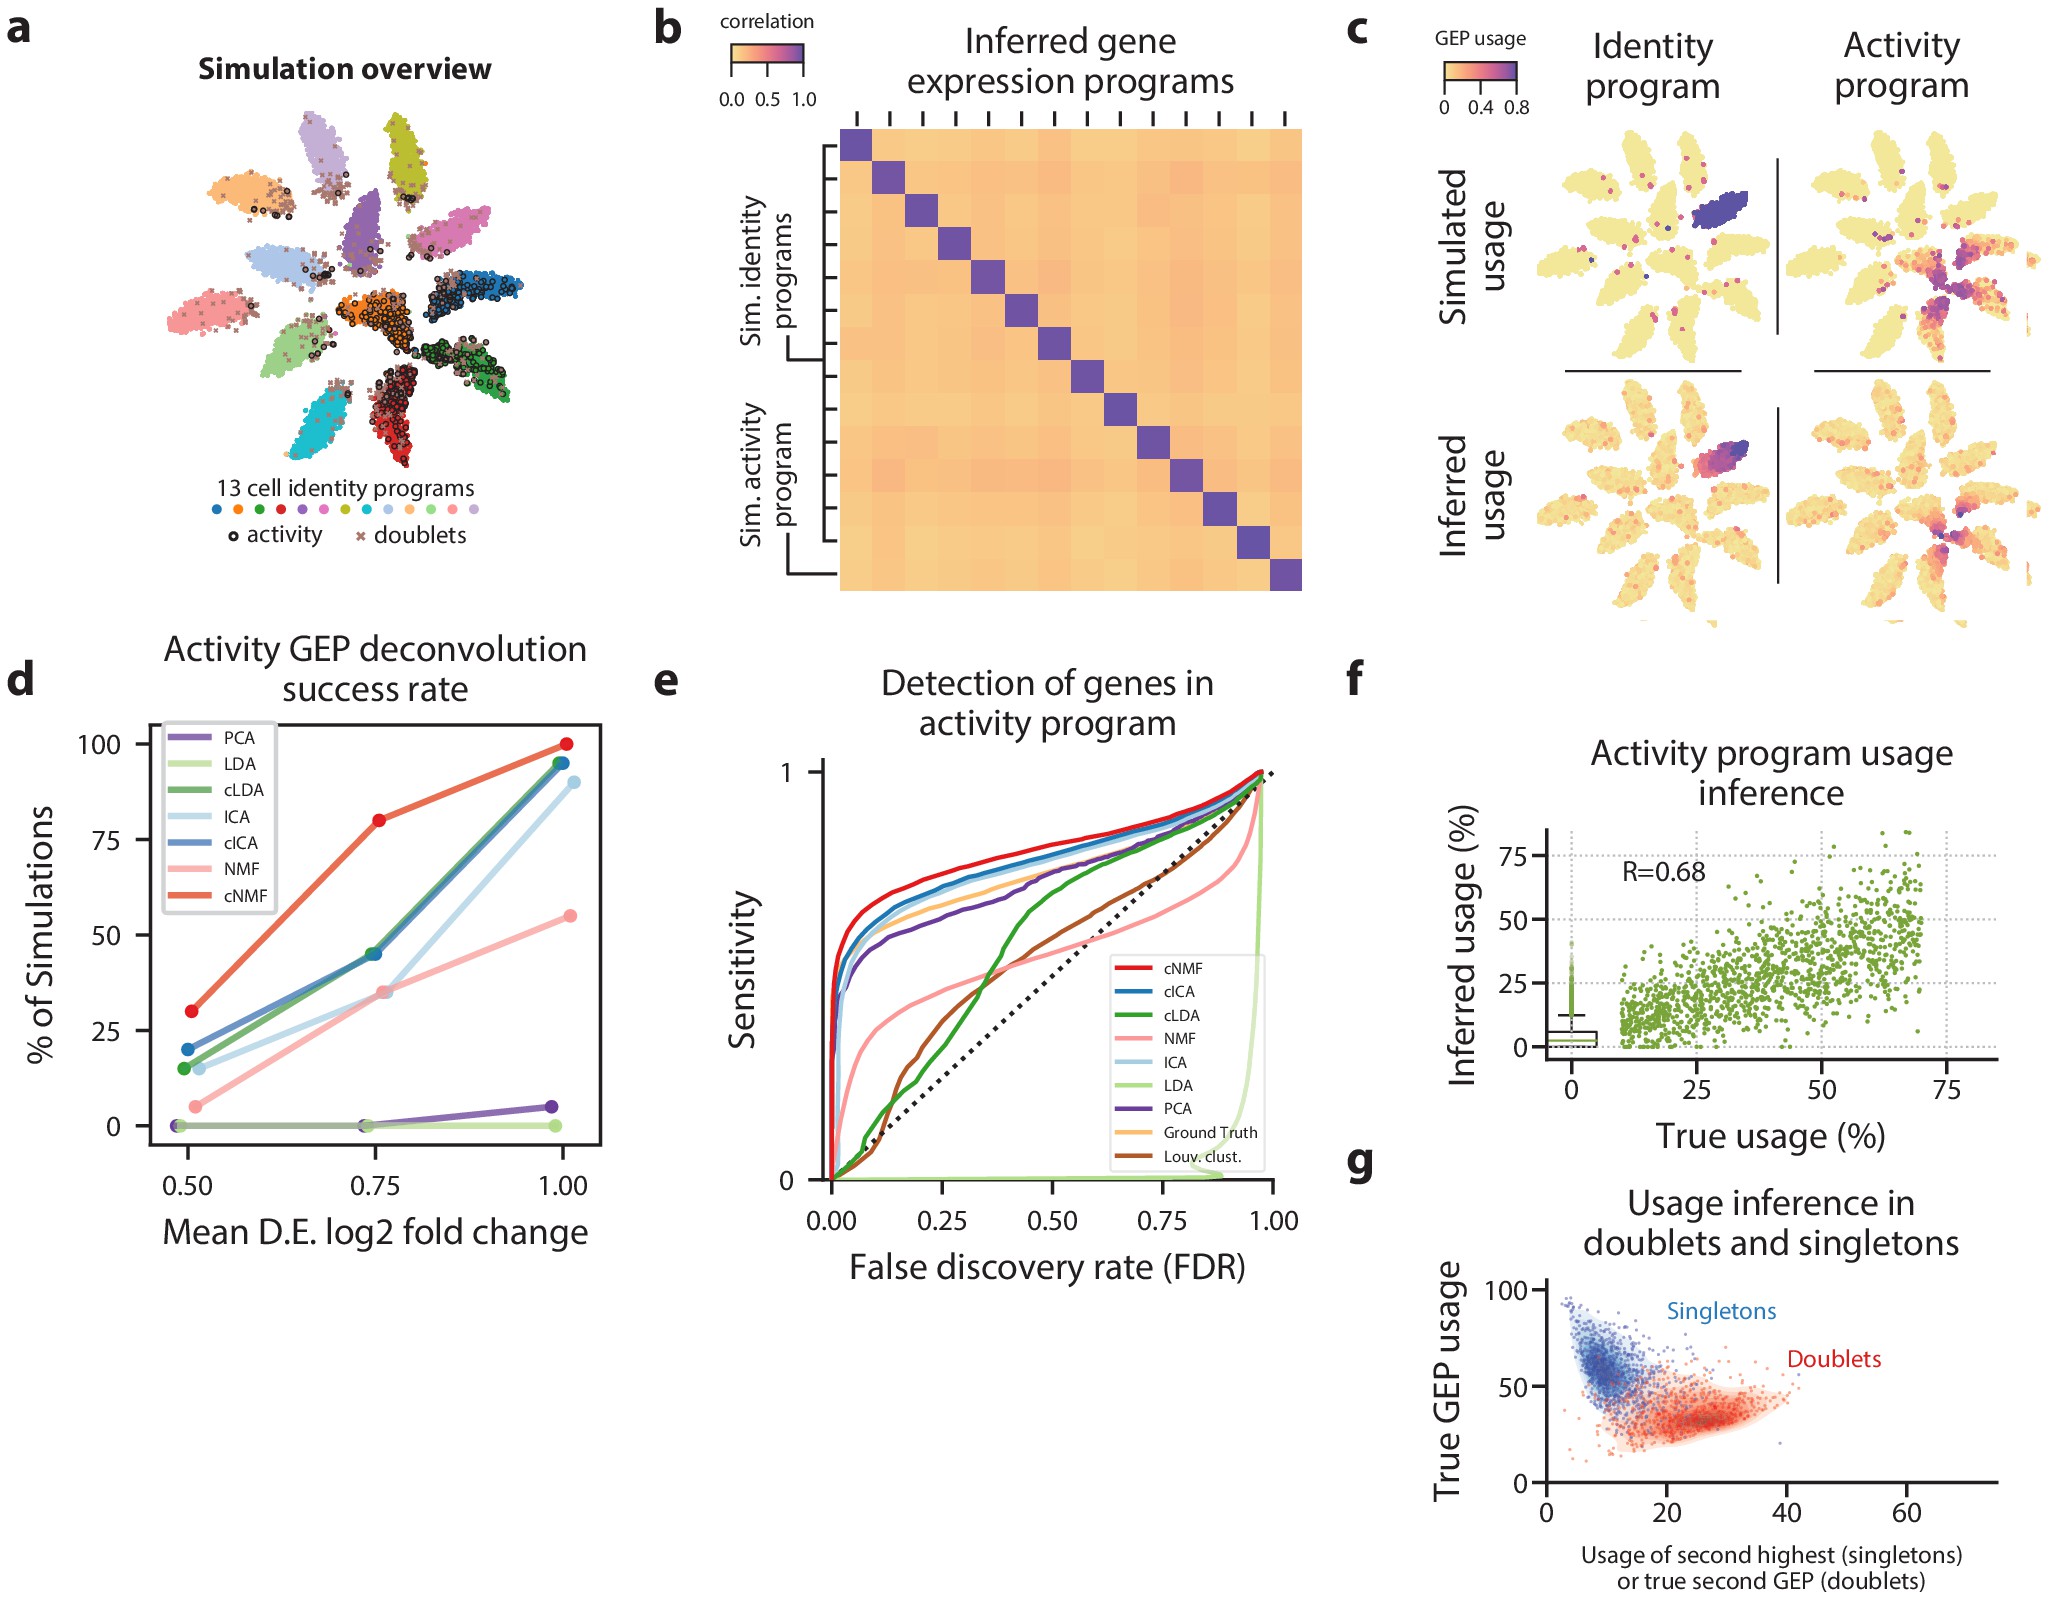 a
Simulation overview
13 cell identity programs
activity
doublets
b
correlation
0.0 0.5 1.0
Inferred gene
expression programs
Sim. identity
programs
Sim. activity
program
c
GEP usage
0 0.4 0.8
Identity
program
Activity
program
Simulated
usage
Inferred
usage
d
Activity GEP deconvolution
success rate
% of Simulations
100
75
50
25
0
PCA
LDA
cLDA
ICA
cICA
NMF
cNMF
0.50 0.75 1.00
Mean D.E. log2 fold change
e
Detection of genes in
activity program
Sensitivity
1
0
cNMF
cICA
cLDA
NMF
ICA
LDA
PCA
Ground Truth
Louv. clust.
0.00 0.25 0.50 0.75 1.00
False discovery rate (FDR)
f
Activity program usage
inference
Inferred usage (%)
75
50
25
0
R=0.68
0 25 50 75
True usage (%)
g
Usage inference in
doublets and singletons
True GEP usage
100
50
0
Singletons
Doublets
0 20 40 60
Usage of second highest (singletons)
or true second GEP (doublets)